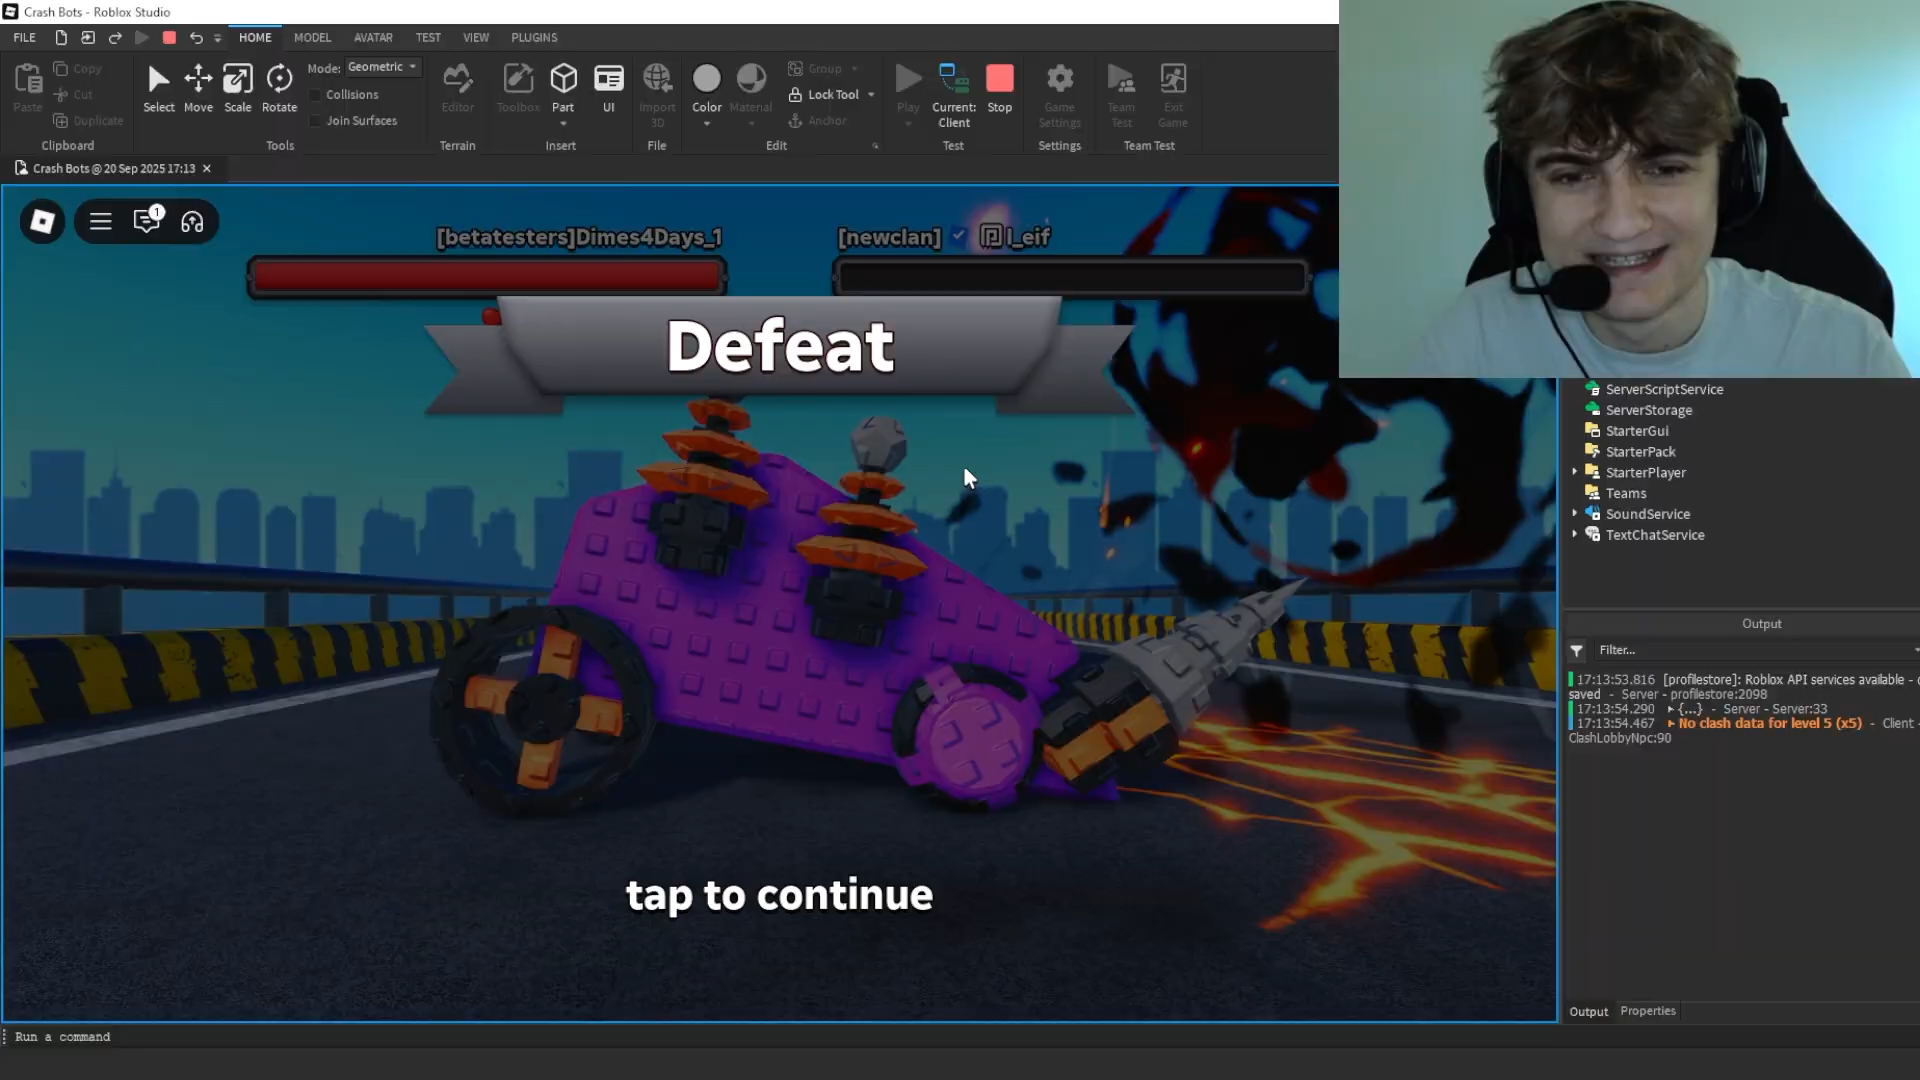 Crash Bots - Roblox Studio
FILE HOME MODEL AVATAR TEST VIEW PLUGINS
Paste
Copy
Cut
Duplicate
Clipboard
Select Move Scale Rotate
Mode: Geometric
Collisions
Join Surfaces
Tools
Editor
Terrain
Toolbox Part UI
Insert
Import 3D
File
Color Material
Group
Lock Tool
Anchor
Edit
Play
Current: Client
Stop
Test
Game Settings
Settings
Team Test
Exit Game
Team Test
Crash Bots @ 20 Sep 2025 17:13
1
[betatesters]Dimes4Days_1
[newclan] l_eif
Defeat
tap to continue
ServerScriptService
ServerStorage
StarterGui
StarterPack
StarterPlayer
Teams
SoundService
TextChatService
Output
Filter...
17:13:53.816 [profilestore]: Roblox API services available -
saved - Server - profilestore:2098
17:13:54.290 {...} - Server - Server:33
17:13:54.467 No clash data for level 5 (x5) - Client -
ClashLobbyNpc:90
Output Properties
Run a command